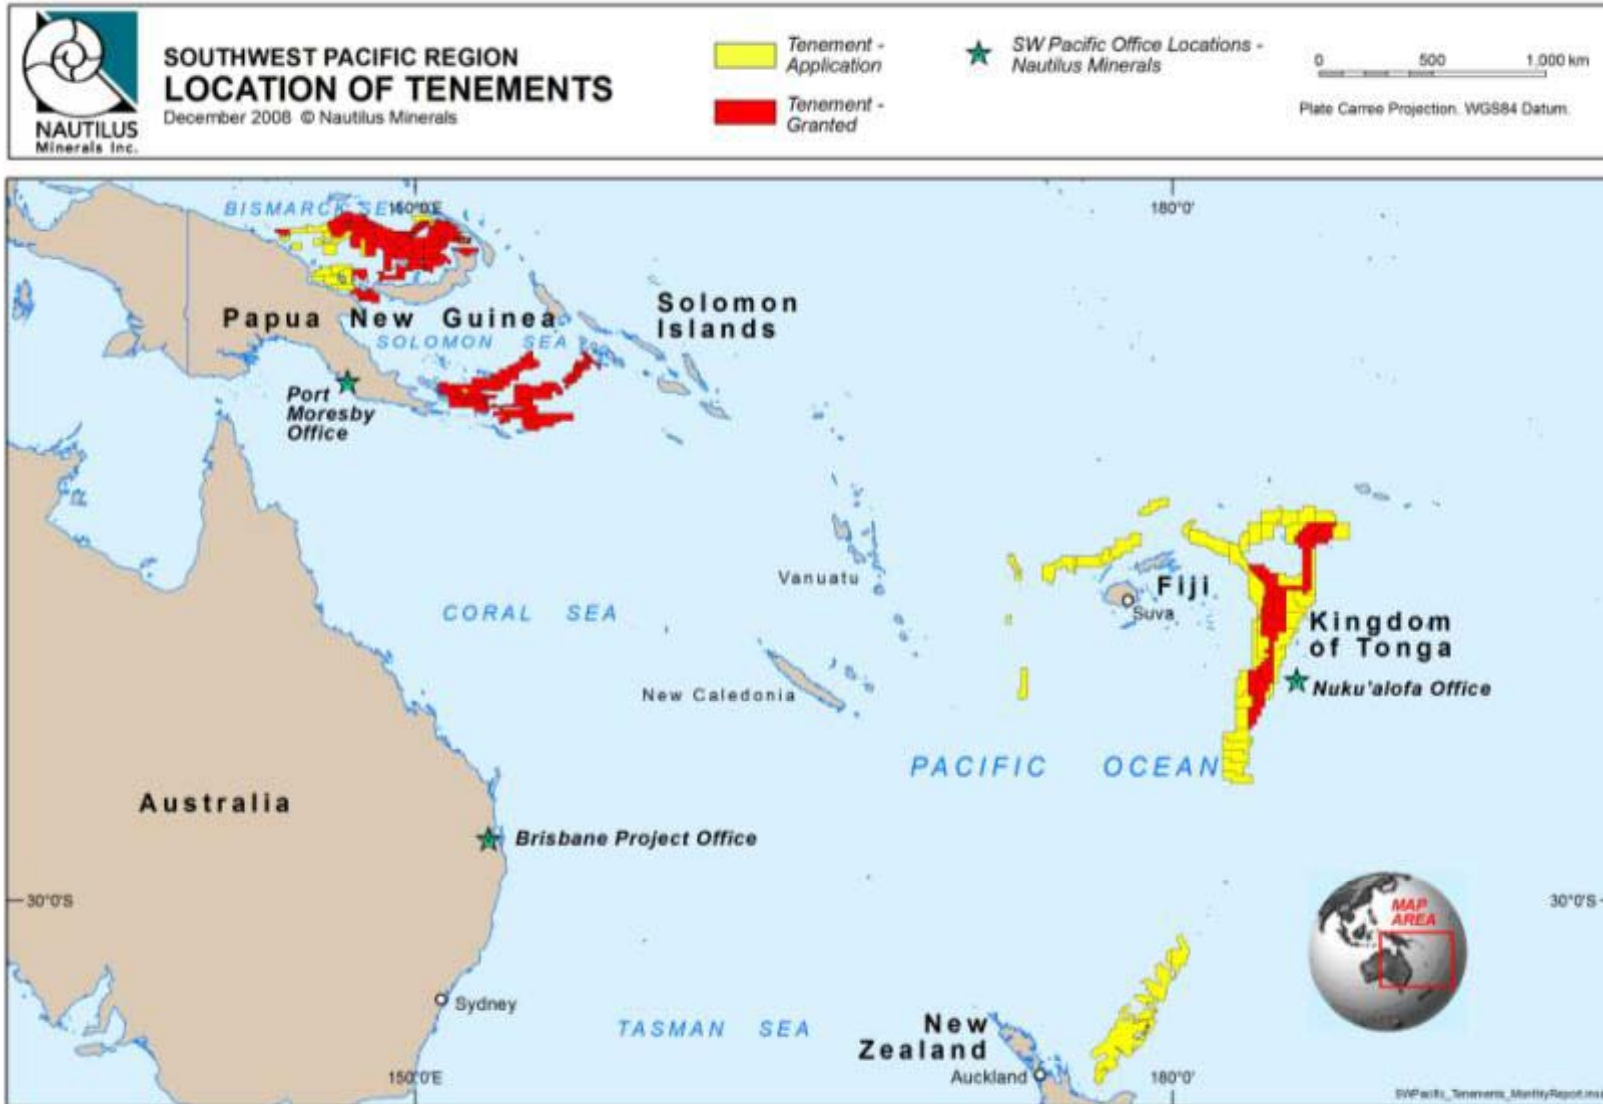 NAUTILUS
Minerals Inc.
SOUTHWEST PACIFIC REGION
LOCATION OF TENEMENTS
December 2008 © Nautilus Minerals
Tenement -
Application
Tenement -
Granted
SW Pacific Office Locations -
Nautilus Minerals
0 500 1,000 km
Plate Carree Projection. WGS84 Datum.
BISMARCK SEA
150°0'E
180°0'
Papua New Guinea
SOLOMON SEA
Solomon
Islands
Port
Moresby
Office
Vanuatu
Fiji
Suva
CORAL SEA
Kingdom
of Tonga
New Caledonia
Nuku'alofa Office
PACIFIC OCEAN
Australia
Brisbane Project Office
30°0'S
30°0'S
MAP
AREA
Sydney
TASMAN SEA
New
Zealand
Auckland
150°0'E
180°0'